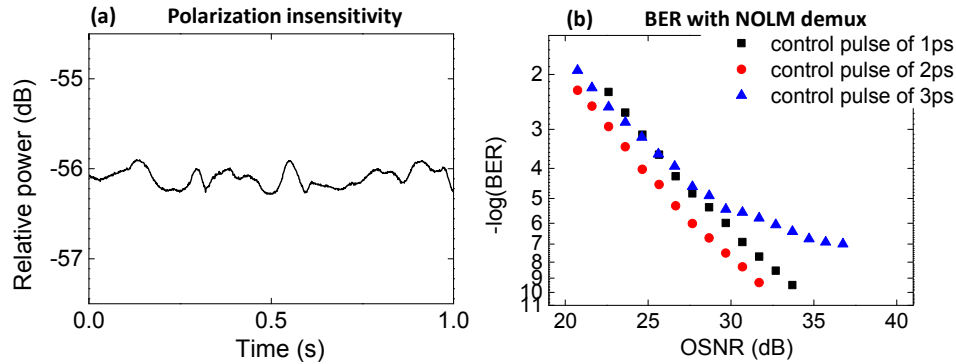 (a) Polarization insensitivity
-55
-56
-57
Relative power (dB)
0.0 0.5 1.0
Time (s)
(b) BER with NOLM demux
control pulse of 1ps
control pulse of 2ps
control pulse of 3ps
2
3
4
5
6
7
8
9
10
11
-log(BER)
20 25 30 35 40
OSNR (dB)